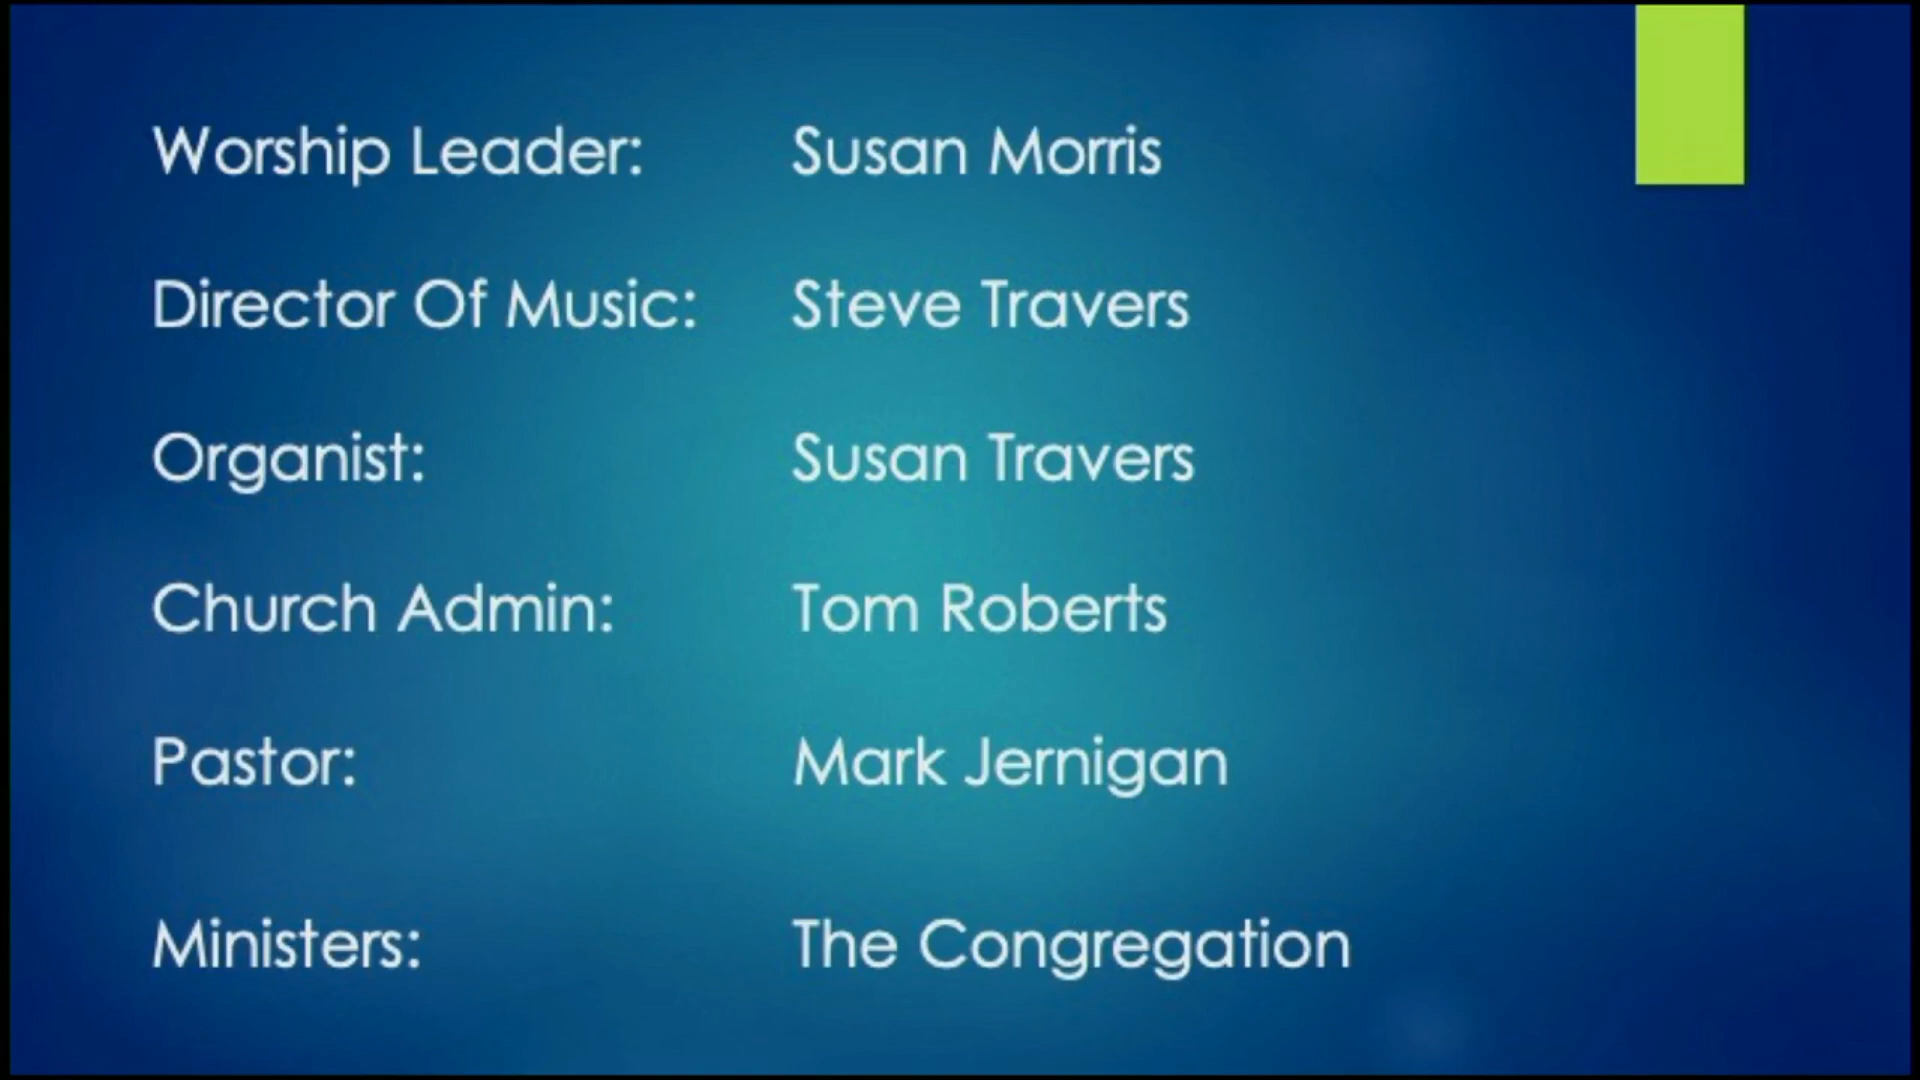 Worship Leader: Susan Morris
Director Of Music: Steve Travers
Organist: Susan Travers
Church Admin: Tom Roberts
Pastor: Mark Jernigan
Ministers: The Congregation